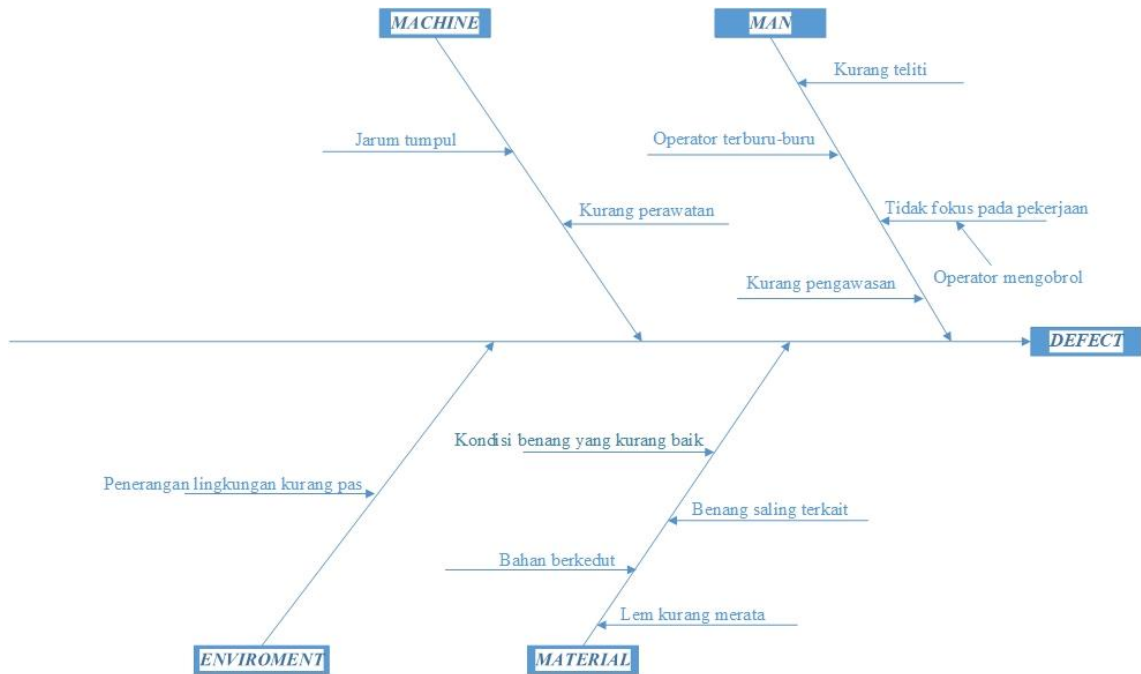 MACHINE
MAN
Kurang teliti
Jarum tumpul
Operator terburu-buru
Kurang perawatan
Tidak fokus pada pekerjaan
Operator mengobrol
Kurang pengawasan
DEFECT
Kondisi benang yang kurang baik
Penerangan lingkungan kurang pas
Benang saling terkait
Bahan berkedut
Lem kurang merata
ENVIROMENT
MATERIAL